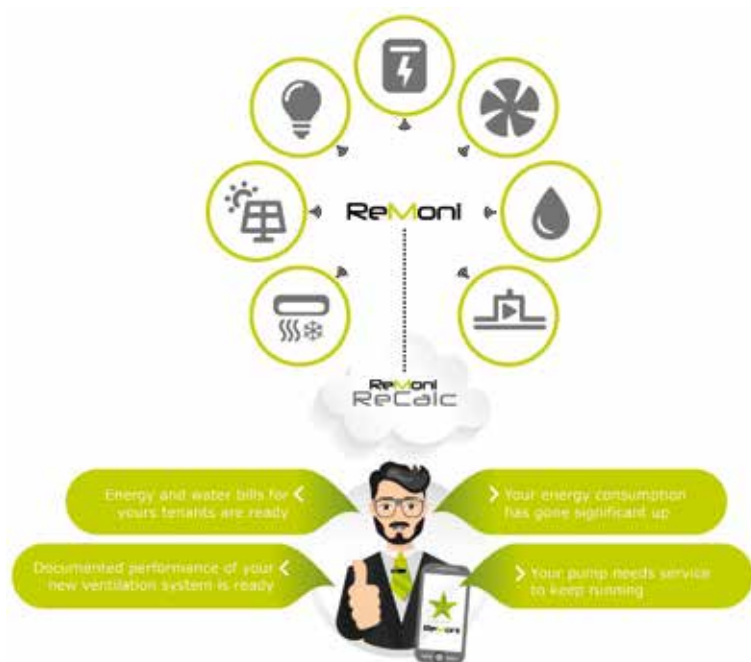 ReMoni
ReMoni
ReCalc
Energy and water bills for
yours tenants are ready
Your energy consumption
has gone significant up
Documented performance of your
new ventilation system is ready
Your pump needs service
to keep running
ReMoni